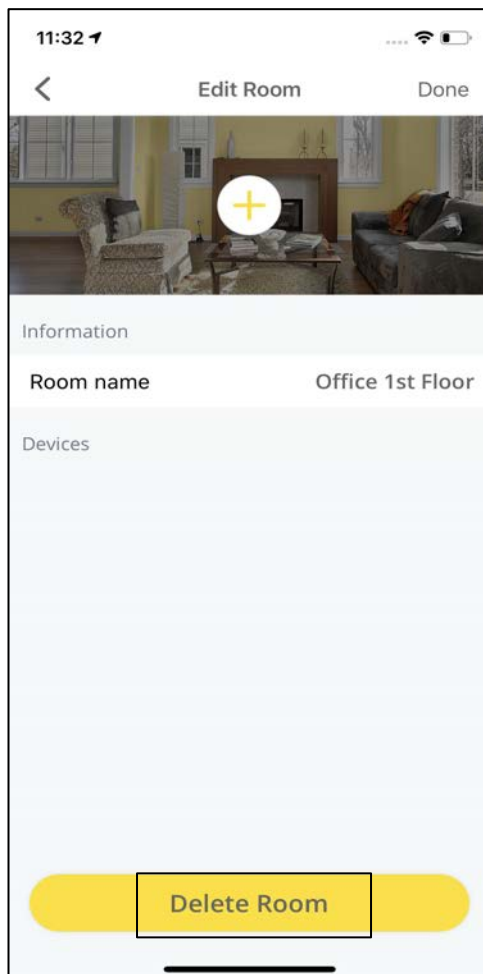 11:32
Edit Room
Done
Information
Room name Office 1st Floor
Devices
Delete Room